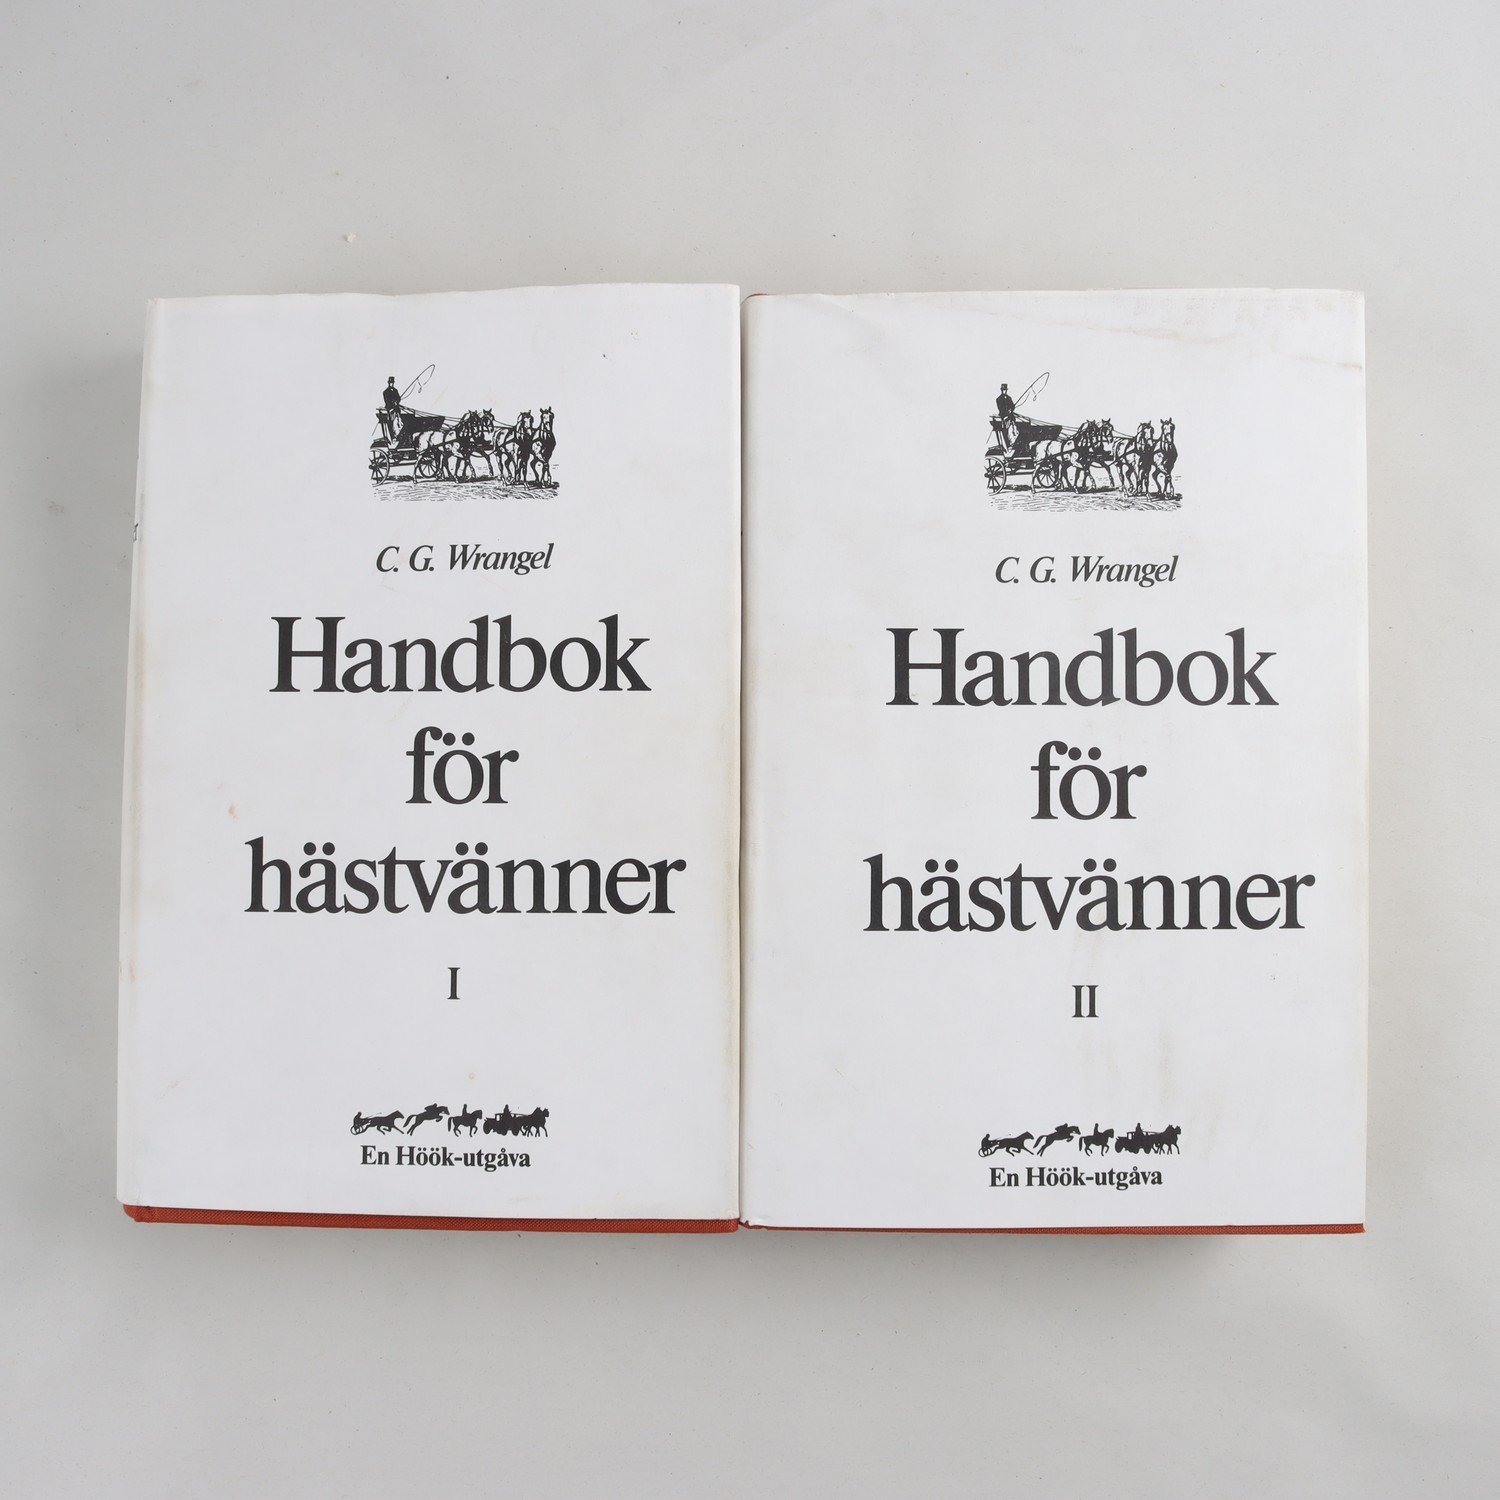 C. G. Wrangel
Handbok
för
hästvänner
I
En Höök-utgåva
C. G. Wrangel
Handbok
för
hästvänner
II
En Höök-utgåva